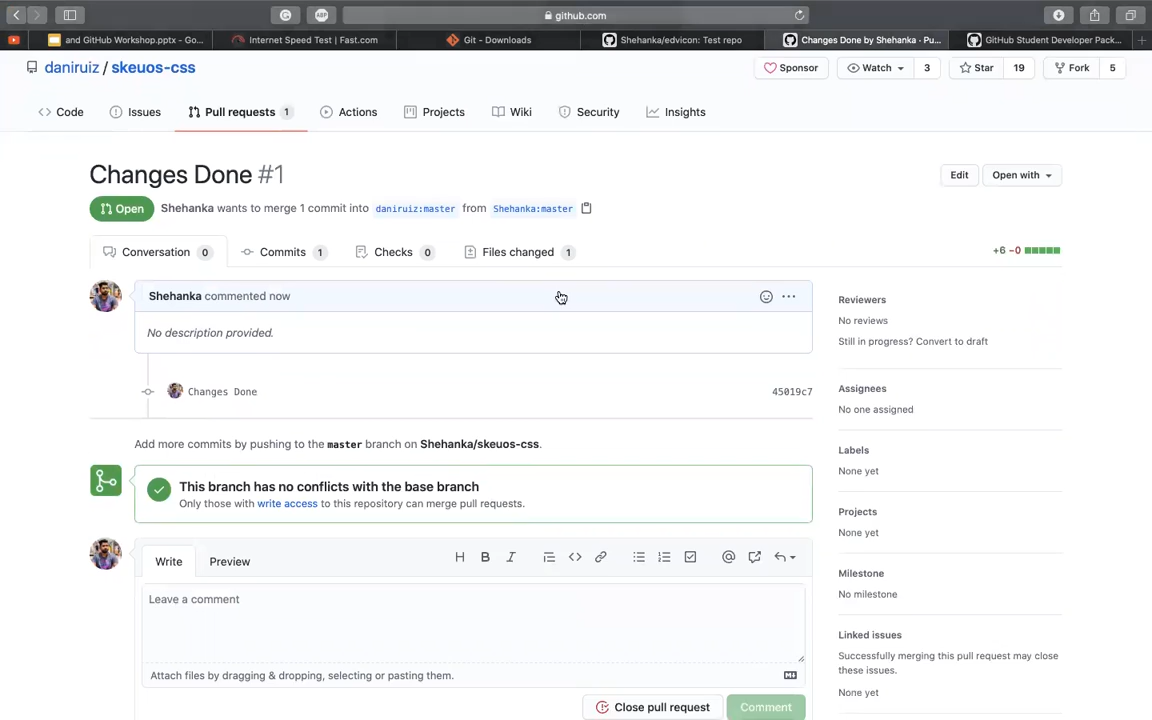 github.com
and GitHub Workshop.pptx - Go...
Internet Speed Test | Fast.com
Git - Downloads
Shehanka/edvicon: Test repo
Changes Done by Shehanka · Pu...
GitHub Student Developer Pack...
ABP
daniruiz / skeuos-css
Sponsor
Watch 3
Star 19
Fork 5
Code
Issues
Pull requests 1
Actions
Projects
Wiki
Security
Insights
Changes Done #1
Edit
Open with
Open
Shehanka wants to merge 1 commit into daniruiz:master from Shehanka:master
Conversation 0
Commits 1
Checks 0
Files changed 1
+6 −0
Shehanka commented now
No description provided.
Changes Done
45019c7
Add more commits by pushing to the master branch on Shehanka/skeuos-css.
This branch has no conflicts with the base branch
Only those with write access to this repository can merge pull requests.
Write
Preview
H B I
Leave a comment
Attach files by dragging & dropping, selecting or pasting them.
Close pull request
Comment
Reviewers
No reviews
Still in progress? Convert to draft
Assignees
No one assigned
Labels
None yet
Projects
None yet
Milestone
No milestone
Linked issues
Successfully merging this pull request may close
these issues.
None yet